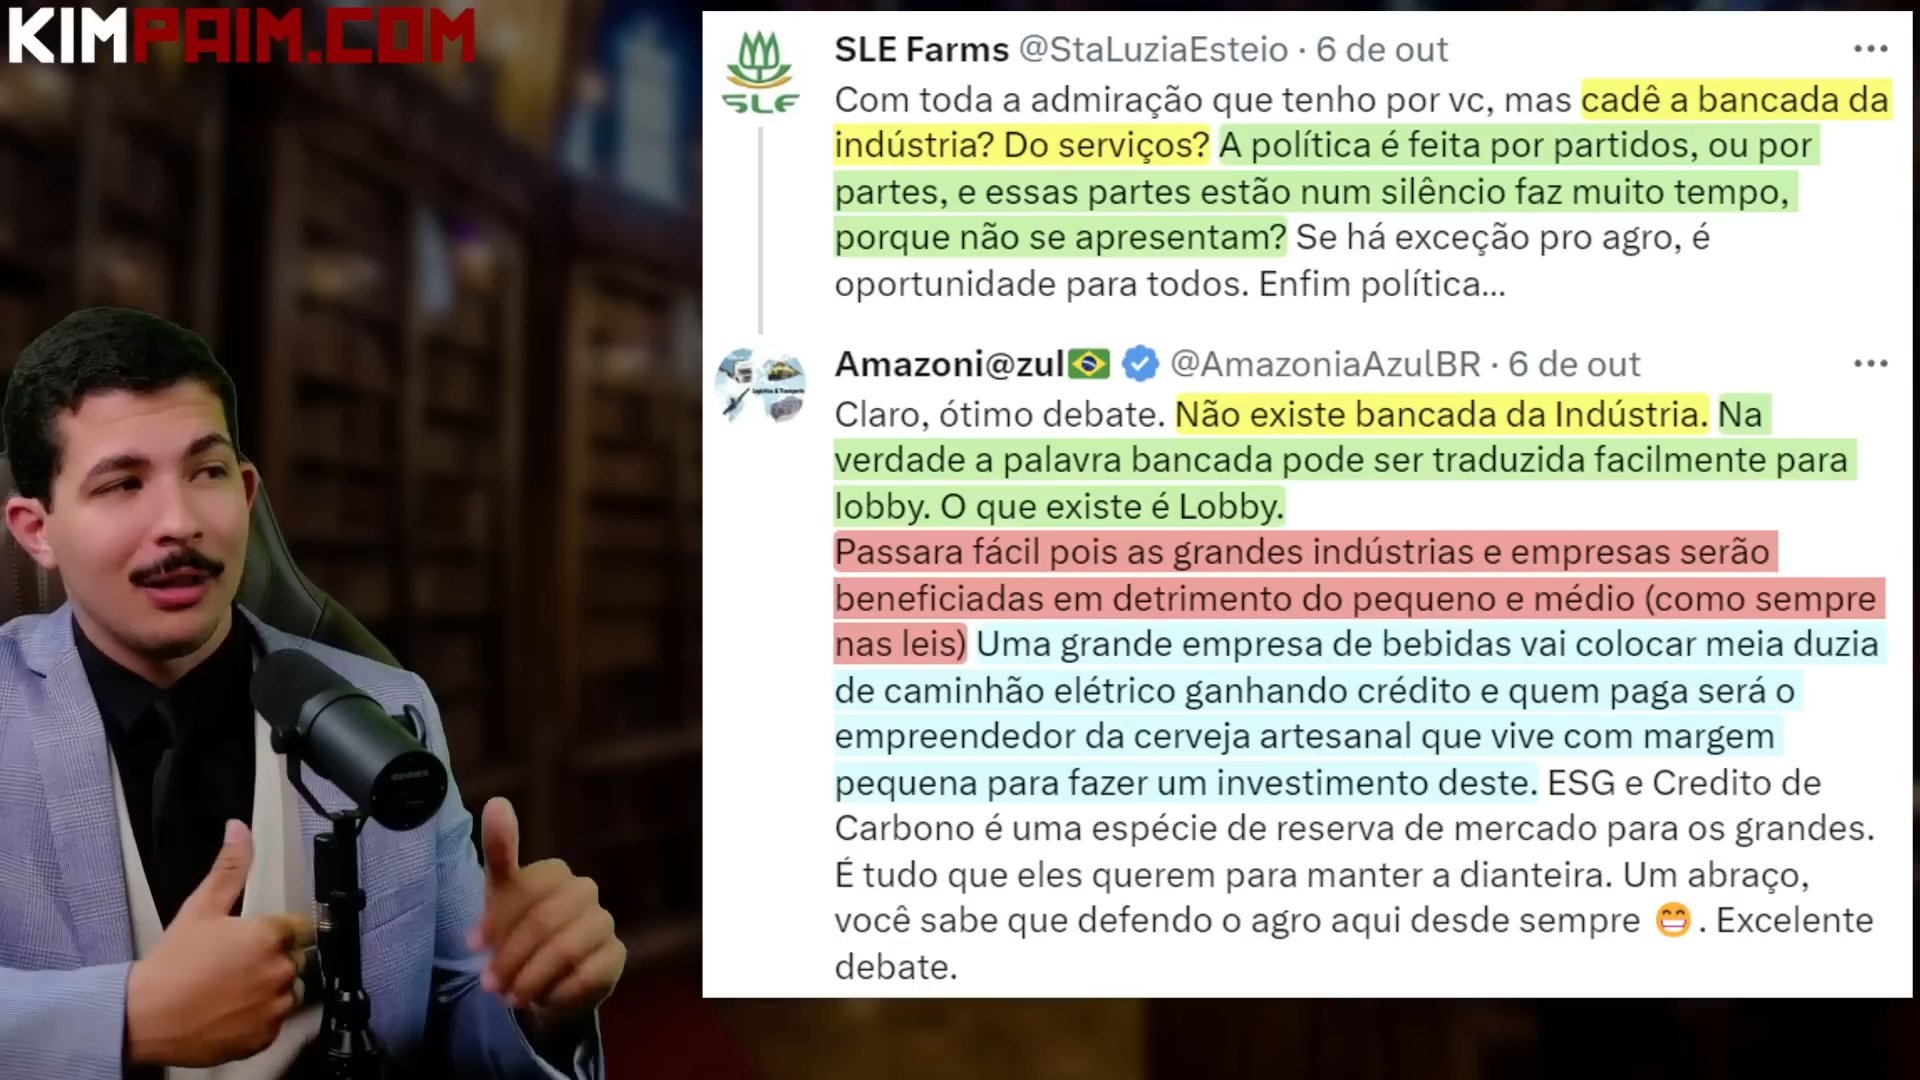 KIMPAIM.COM
SLE
SLE Farms @StaLuziaEsteio · 6 de out
Com toda a admiração que tenho por vc, mas cadê a bancada da
indústria? Do serviços? A política é feita por partidos, ou por
partes, e essas partes estão num silêncio faz muito tempo,
porque não se apresentam? Se há exceção pro agro, é
oportunidade para todos. Enfim política...
Amazoni@zul🇧🇷 @AmazoniaAzulBR · 6 de out
Claro, ótimo debate. Não existe bancada da Indústria. Na
verdade a palavra bancada pode ser traduzida facilmente para
lobby. O que existe é Lobby.
Passara fácil pois as grandes indústrias e empresas serão
beneficiadas em detrimento do pequeno e médio (como sempre
nas leis) Uma grande empresa de bebidas vai colocar meia duzia
de caminhão elétrico ganhando crédito e quem paga será o
empreendedor da cerveja artesanal que vive com margem
pequena para fazer um investimento deste. ESG e Credito de
Carbono é uma espécie de reserva de mercado para os grandes.
É tudo que eles querem para manter a dianteira. Um abraço,
você sabe que defendo o agro aqui desde sempre 😁. Excelente
debate.